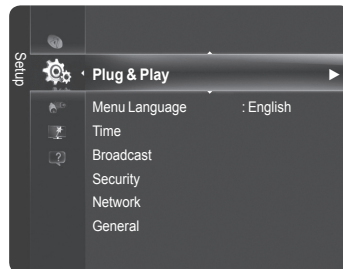 Setup
Plug & Play
Menu Language : English
Time
Broadcast
Security
Network
General